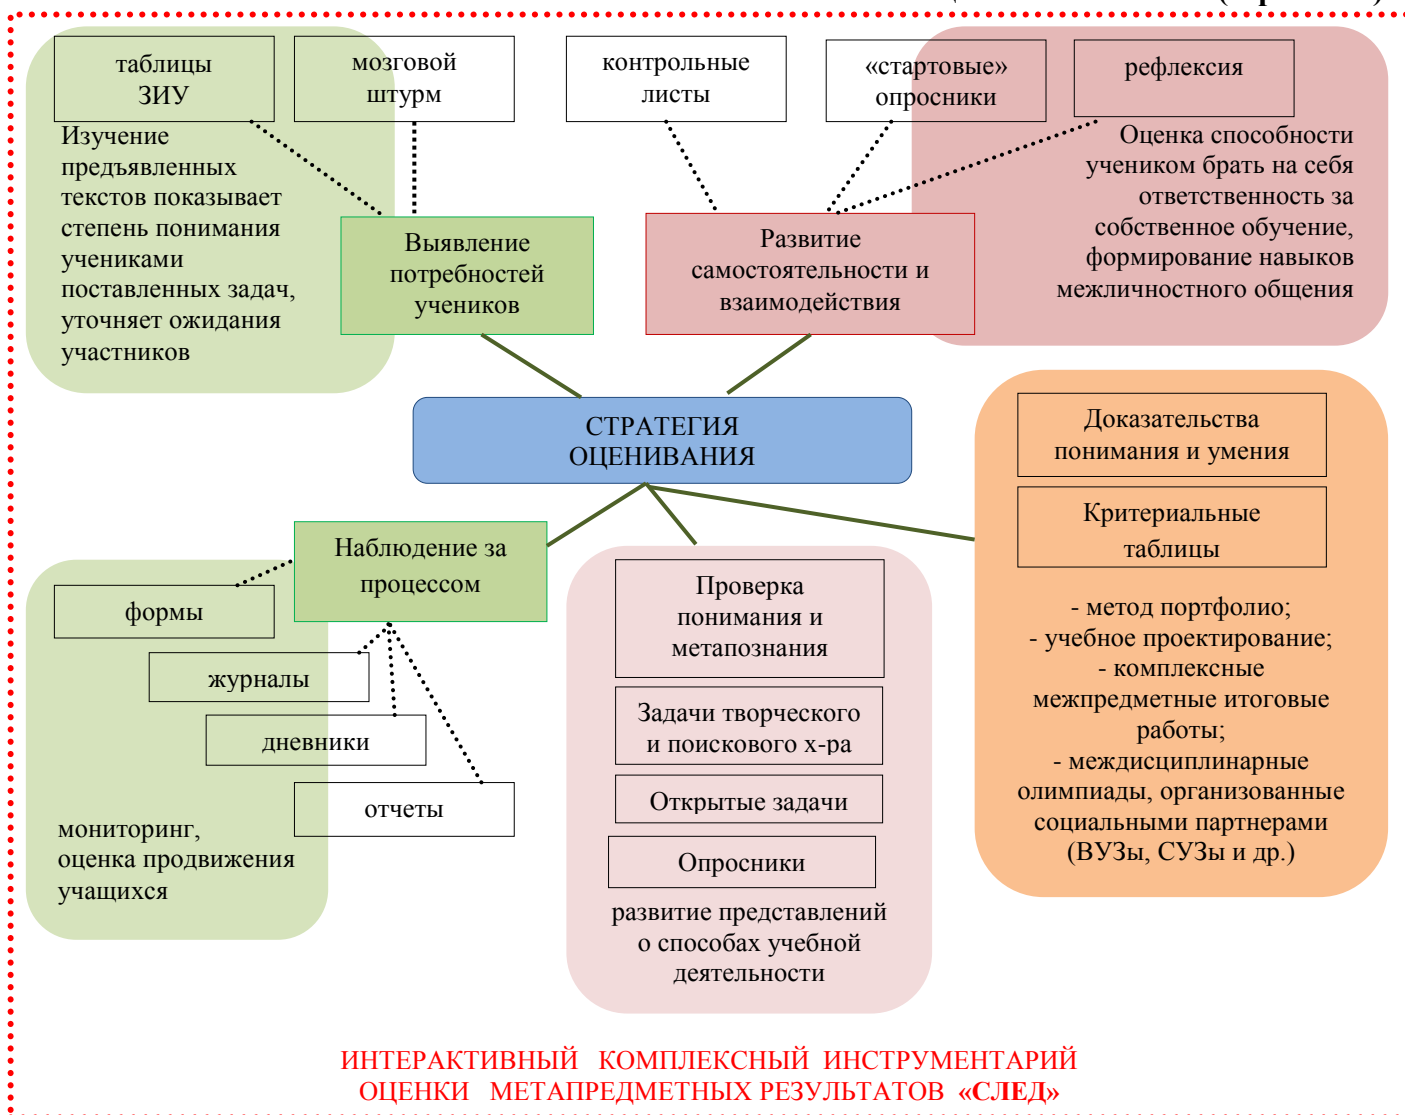 таблицы
ЗИУ
мозговой
штурм
контрольные
листы
«стартовые»
опросники
рефлексия
Изучение
предъявленных
текстов показывает
степень понимания
учениками
поставленных задач,
уточняет ожидания
участников
Оценка способности
учеником брать на себя
ответственность за
собственное обучение,
формирование навыков
межличностного общения
Выявление
потребностей
учеников
Развитие
самостоятельности и
взаимодействия
СТРАТЕГИЯ
ОЦЕНИВАНИЯ
Доказательства
понимания и умения
Критериальные
таблицы
- метод портфолио;
- учебное проектирование;
- комплексные
межпредметные итоговые
работы;
- междисциплинарные
олимпиады, организованные
социальными партнерами
(ВУЗы, СУЗы и др.)
Наблюдение за
процессом
формы
журналы
дневники
отчеты
мониторинг,
оценка продвижения
учащихся
Проверка
понимания и
метапознания
Задачи творческого
и поискового х-ра
Открытые задачи
Опросники
развитие представлений
о способах учебной
деятельности
ИНТЕРАКТИВНЫЙ КОМПЛЕКСНЫЙ ИНСТРУМЕНТАРИЙ
ОЦЕНКИ МЕТАПРЕДМЕТНЫХ РЕЗУЛЬТАТОВ «СЛЕД»